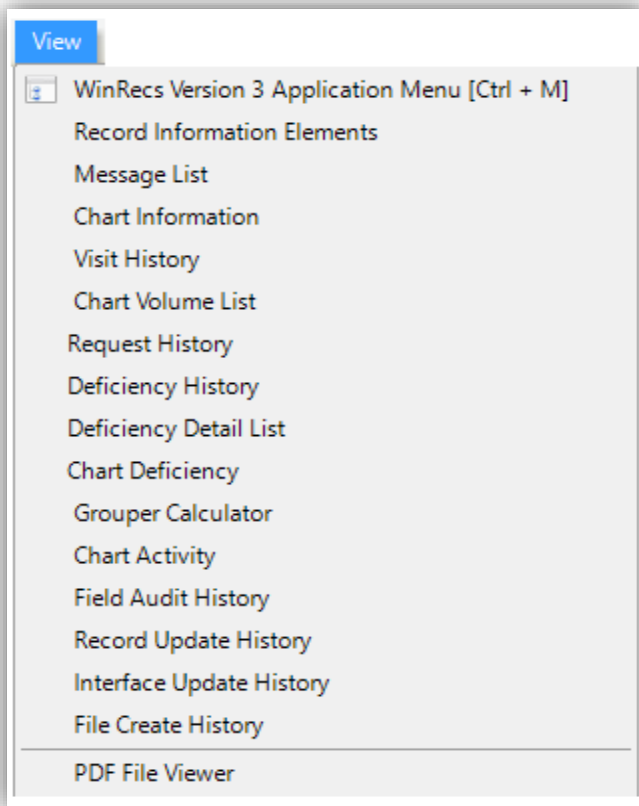 View
WinRecs Version 3 Application Menu [Ctrl + M]
Record Information Elements
Message List
Chart Information
Visit History
Chart Volume List
Request History
Deficiency History
Deficiency Detail List
Chart Deficiency
Grouper Calculator
Chart Activity
Field Audit History
Record Update History
Interface Update History
File Create History
PDF File Viewer